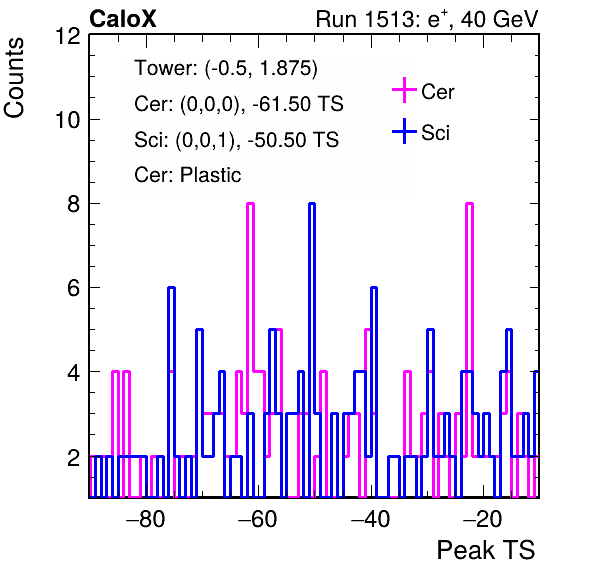 CaloX
Run 1513: e+, 40 GeV
Counts
12
10
8
6
4
2
Tower: (-0.5, 1.875)
Cer: (0,0,0), -61.50 TS
Sci: (0,0,1), -50.50 TS
Cer: Plastic
Cer
Sci
−80 −60 −40 −20
Peak TS